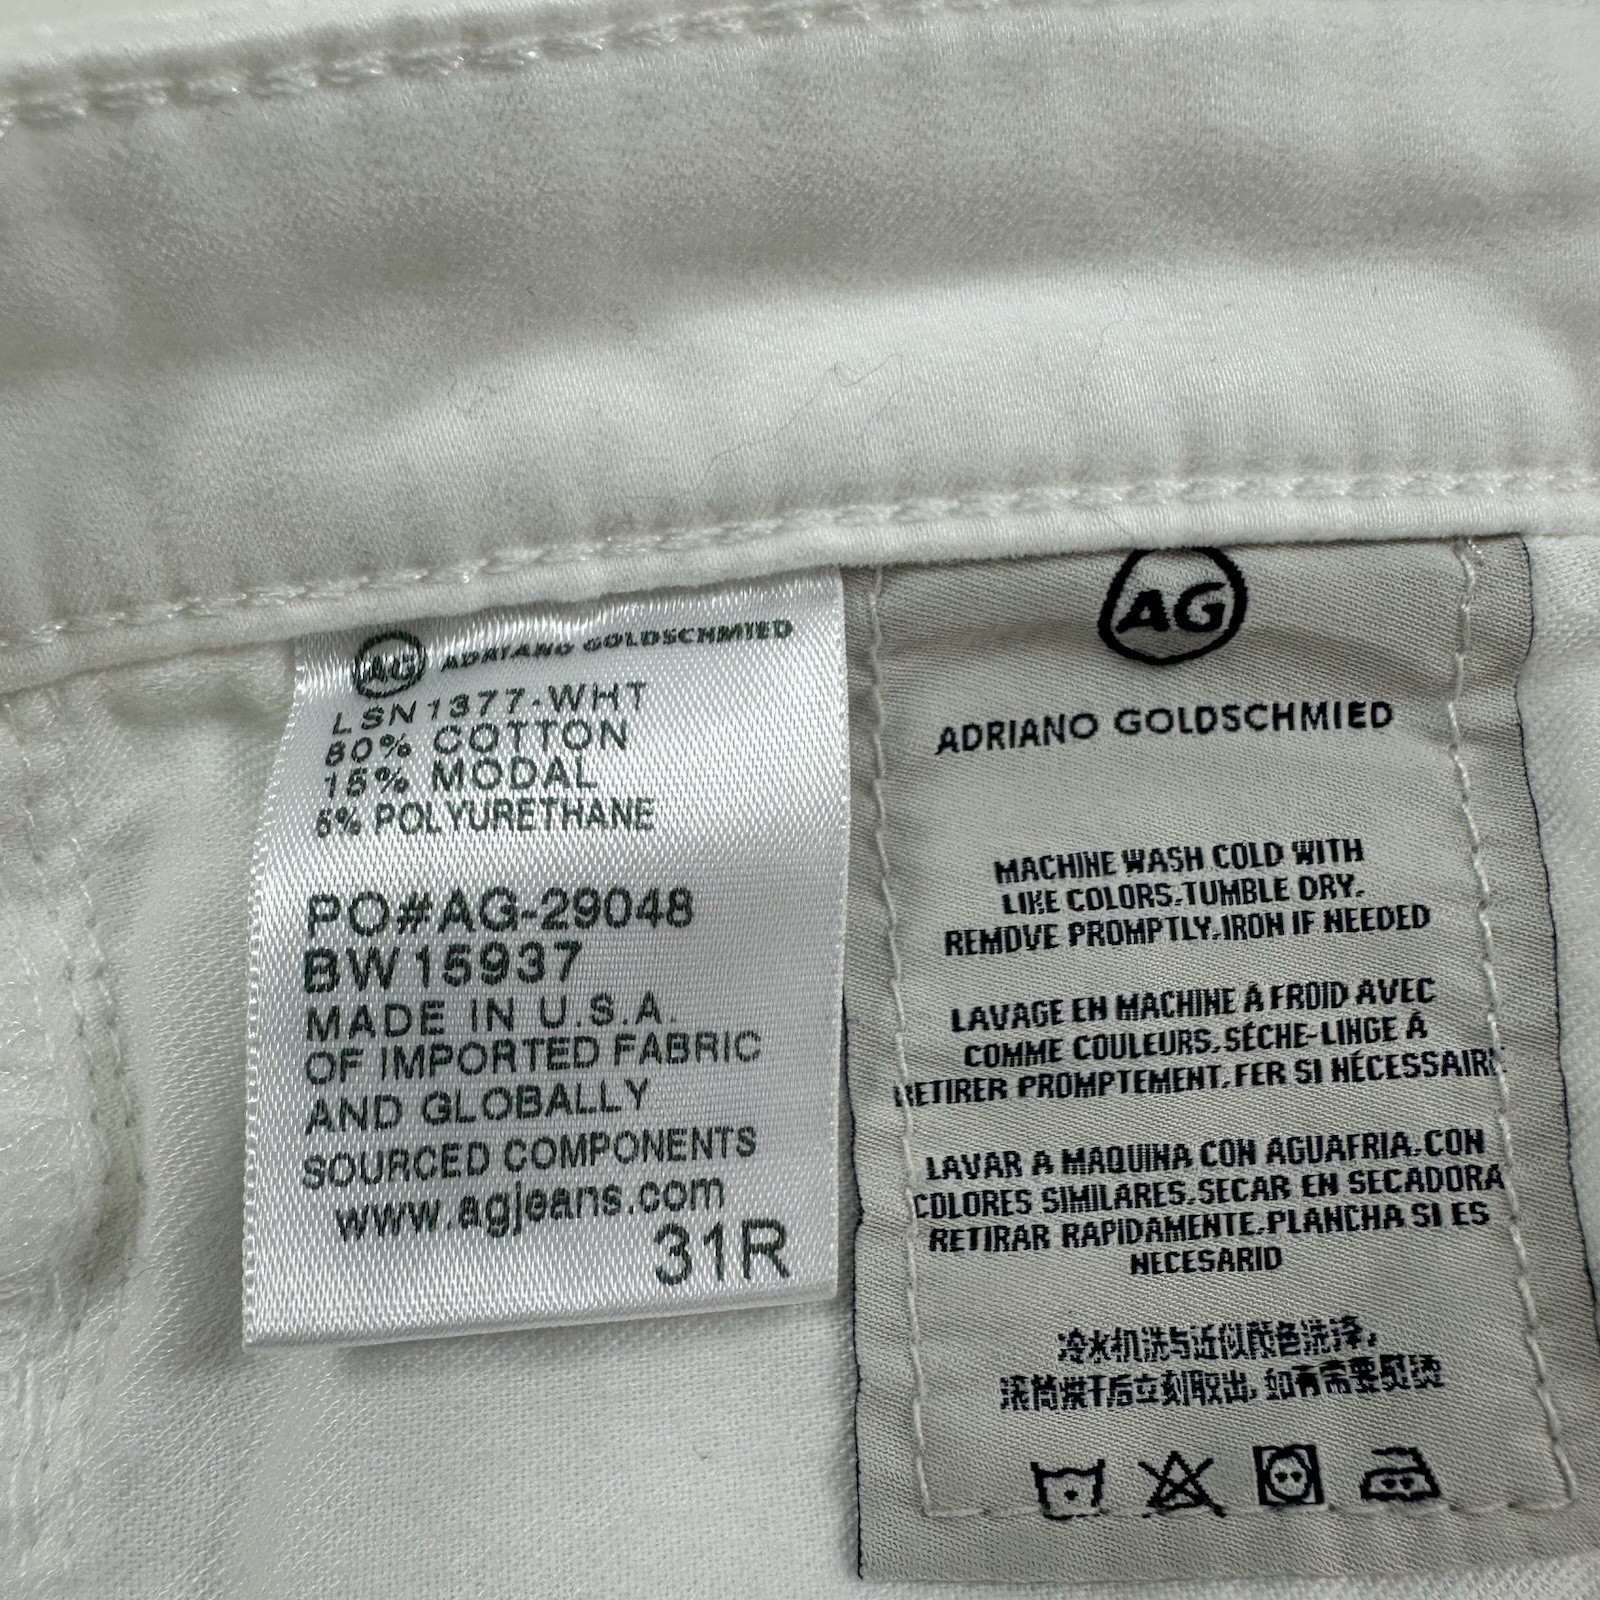 AG ADRIANO GOLDSCHMIED
LSN1377-WHT
80% COTTON
15% MODAL
5% POLYURETHANE
PO#AG-29048
BW15937
MADE IN U.S.A.
OF IMPORTED FABRIC
AND GLOBALLY
SOURCED COMPONENTS
www.agjeans.com
31R
AG
ADRIANO GOLDSCHMIED
MACHINE WASH COLD WITH
LIKE COLORS.TUMBLE DRY.
REMOVE PROMPTLY.IRON IF NEEDED
LAVAGE EN MACHINE Á FROID AVEC
COMME COULEURS.SÉCHE-LINGE Á
RETIRER PROMPTEMENT.FER SI NÉCESSAIRE
LAVAR A MAQUINA CON AGUAFRIA.CON
COLORES SIMILARES.SECAR EN SECADORA
RETIRAR RAPIDAMENTE.PLANCHA SI ES
NECESARIO
冷水机洗与近似颜色洗净,
滚筒烘干后立刻取出, 如有需要熨烫